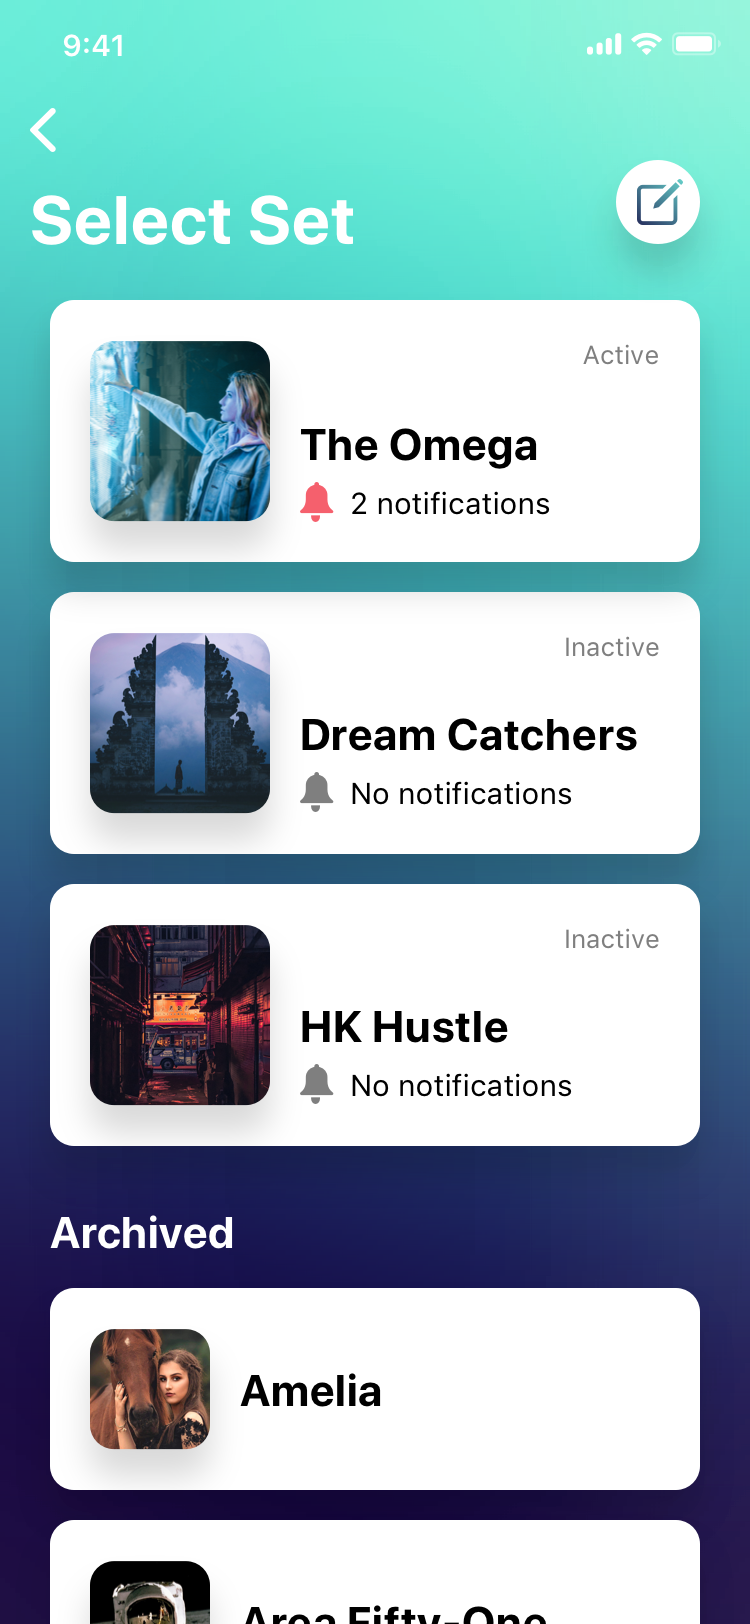 9:41
Select Set
Active
The Omega
2 notifications
Inactive
Dream Catchers
No notifications
Inactive
HK Hustle
No notifications
Archived
Amelia
Area Fifty-One